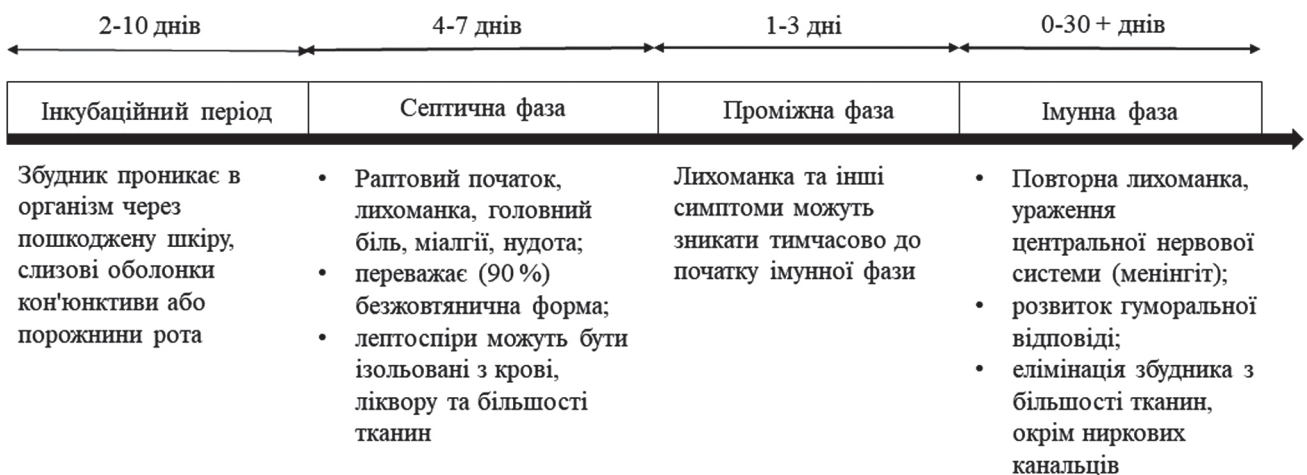 2-10 днів
4-7 днів
1-3 дні
0-30 + днів
Інкубаційний період
Септична фаза
Проміжна фаза
Імунна фаза
Збудник проникає в
організм через
пошкоджену шкіру,
слизові оболонки
кон'юнктиви або
порожнини рота
• Раптовий початок,
лихоманка, головний
біль, міалгії, нудота;
• переважає (90 %)
безжовтянична форма;
• лептоспіри можуть бути
ізольовані з крові,
ліквору та більшості
тканин
Лихоманка та інші
симптоми можуть
зникати тимчасово до
початку імунної фази
• Повторна лихоманка,
ураження
центральної нервової
системи (менінгіт);
• розвиток гуморальної
відповіді;
• елімінація збудника з
більшості тканин,
окрім ниркових
канальців